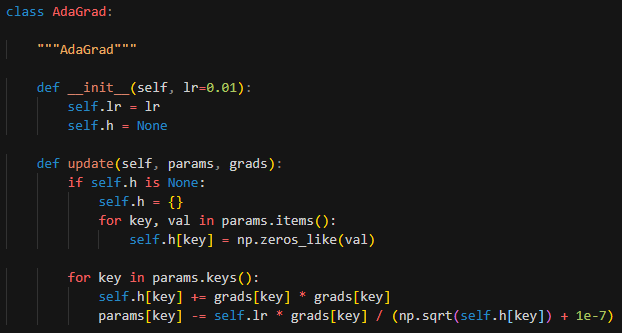 class AdaGrad:
    """AdaGrad"""
    def __init__(self, lr=0.01):
        self.lr = lr
        self.h = None
    def update(self, params, grads):
        if self.h is None:
            self.h = {}
            for key, val in params.items():
                self.h[key] = np.zeros_like(val)
        for key in params.keys():
            self.h[key] += grads[key] * grads[key]
            params[key] -= self.lr * grads[key] / (np.sqrt(self.h[key]) + 1e-7)